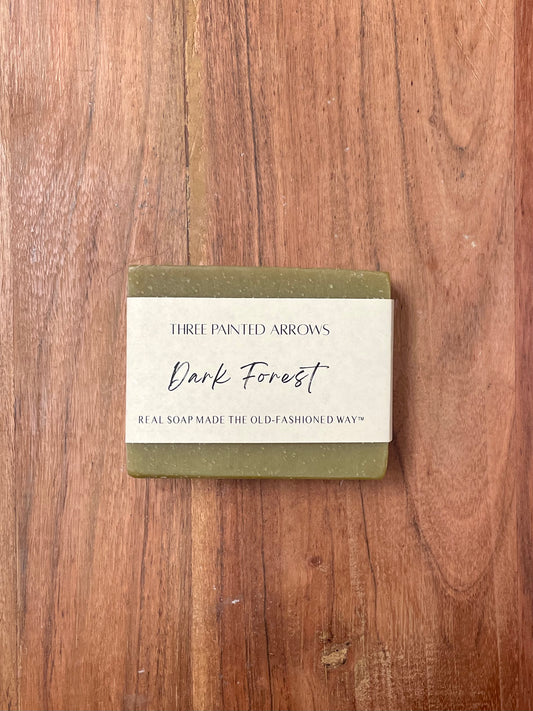 THREE PAINTED ARROWS
Dark Forest
REAL SOAP MADE THE OLD-FASHIONED WAY™